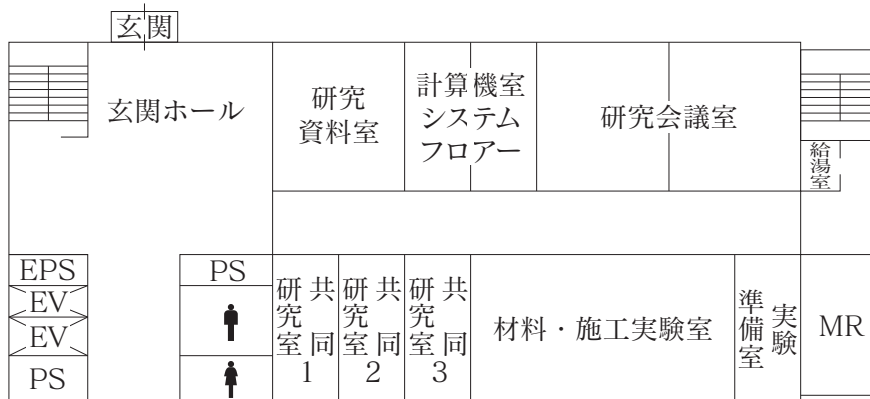 玄関
玄関ホール
研究
資料室
計算機室
システム
フロアー
研究会議室
給湯室
EPS
EV
EV
PS
PS
共同
研究室
1
共同
研究室
2
共同
研究室
3
材料・施工実験室
実験
準備室
MR